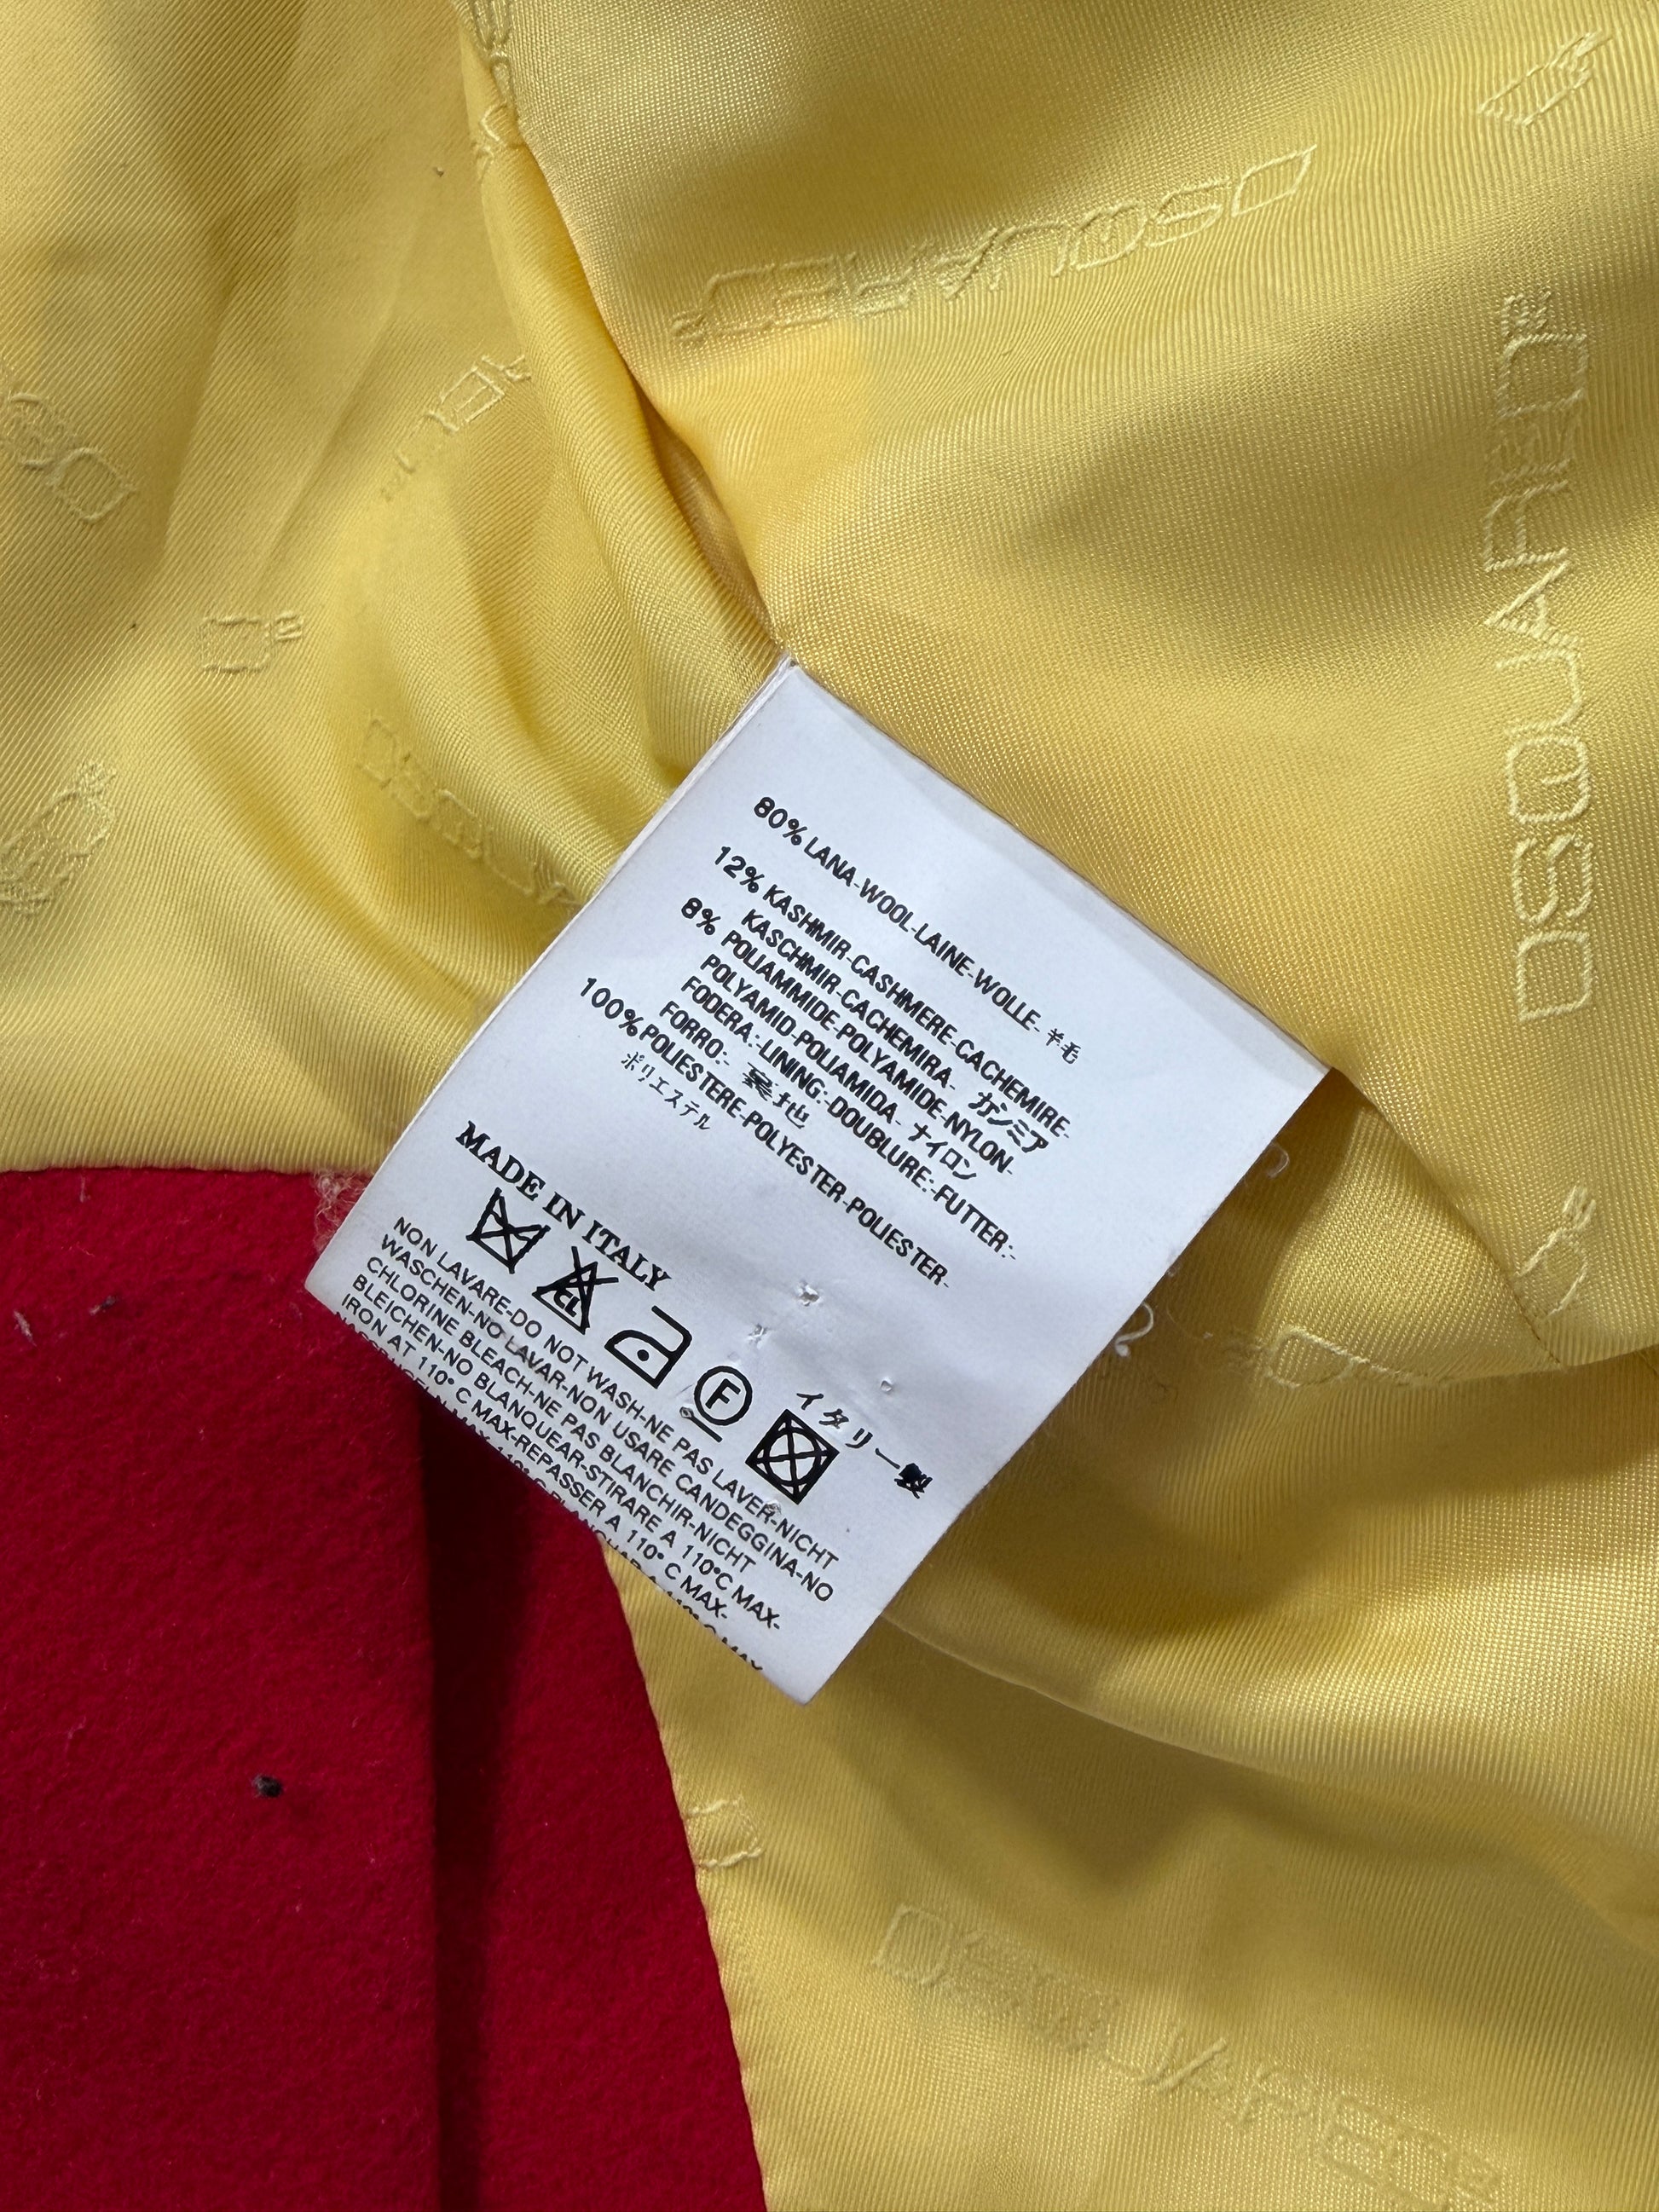 DSQUARED2
DSQUARED2
80% LANA-WOOL-LAINE-WOLLE-羊毛
12% KASHMIR-CASHMERE-CACHEMIRE-
KASCHMIR-CACHEMIRA-カシミア
8% POLIAMMIDE-POLYAMIDE-NYLON-
POLYAMID-POLIAMIDA-ナイロン
FODERA:-LINING:-DOUBLURE:-FUTTER:-
FORRO:-裏地
100%POLIESTERE-POLYESTER-POLIESTER-
ポリエステル
MADE IN ITALY
イタリー製
CL
F
NON LAVARE-DO NOT WASH-NE PAS LAVER-NICHT
WASCHEN-NO LAVAR-NON USARE CANDEGGINA-NO
CHLORINE BLEACH-NE PAS BLANCHIR-NICHT
BLEICHEN-NO BLANQUEAR-STIRARE A 110°C MAX-
IRON AT 110° C MAX-REPASSER A 110° C MAX-
DSQUARED